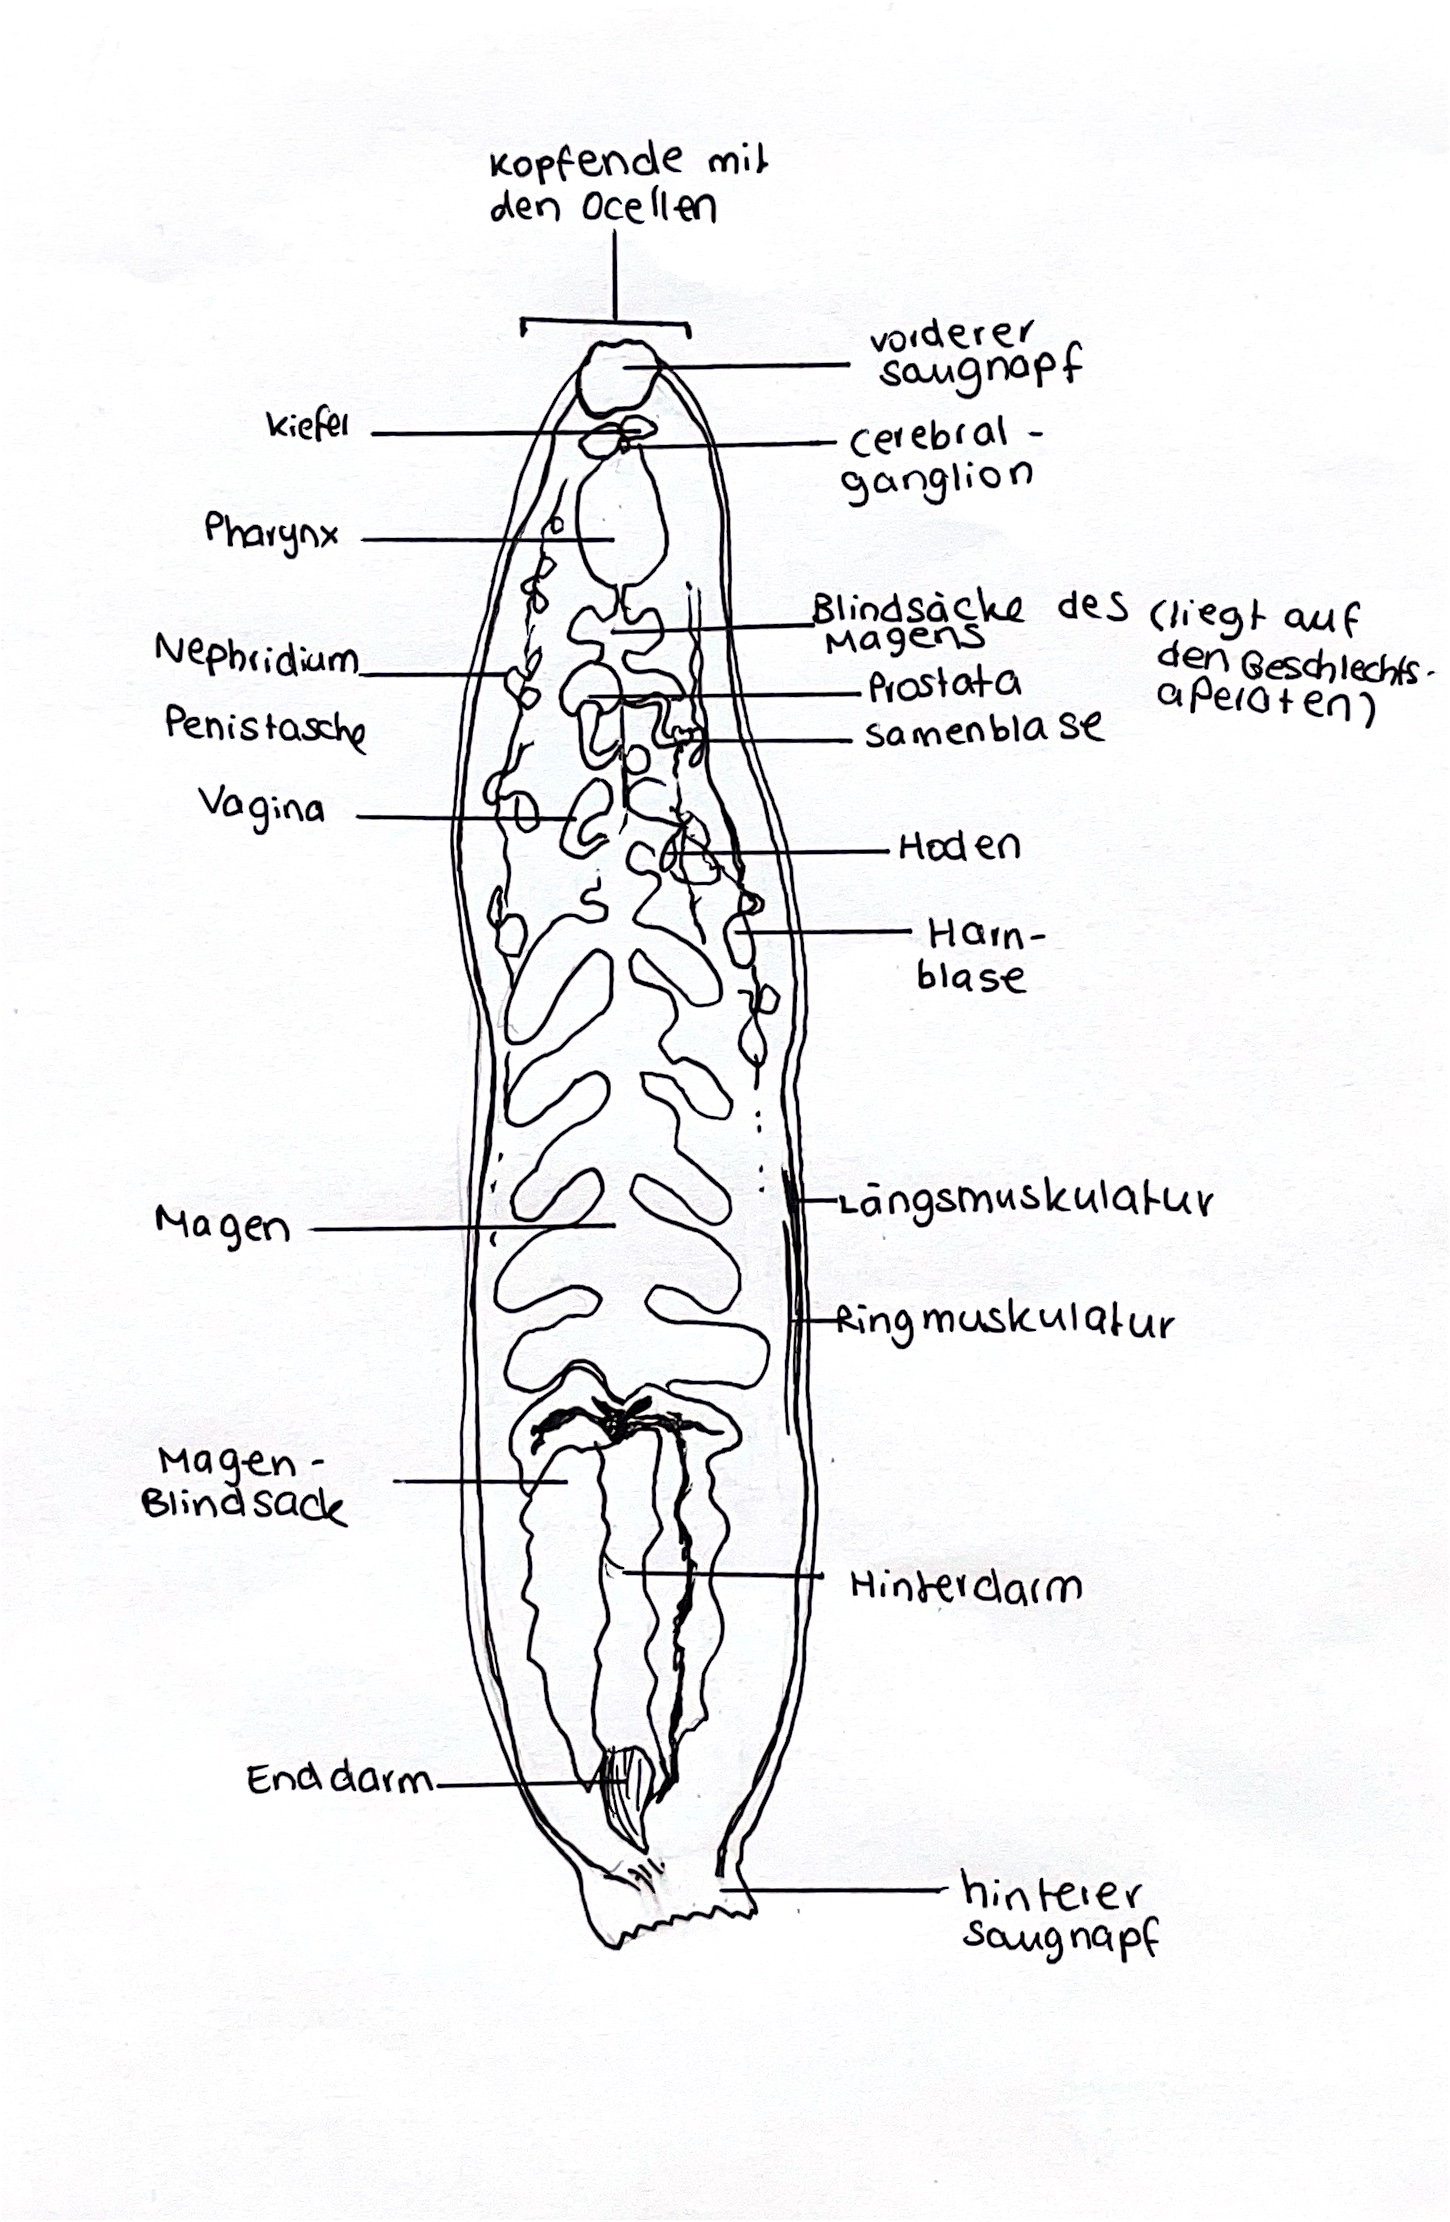 Kopfende mit
den Ocellen
vorderer
saugnapf
Kiefer
Cerebral-
ganglion
Pharynx
Blindsäcke des
Magens
(liegt auf
den Geschlechts-
aperaten)
Nephridium
Prostata
Penistasche
Samenblase
Vagina
Hoden
Harn-
blase
Magen
Längsmuskulatur
Ringmuskulatur
Magen-
Blindsack
Hinterdarm
Enddarm
hinterer
Saugnapf